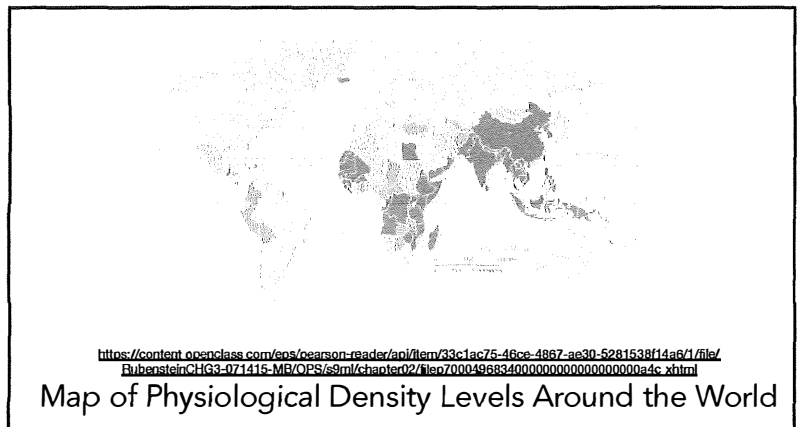 https://content openclass com/eps/pearson-reader/api/item/33c1ac75-46ce-4867-ae30-5281538f14a6/1/file/
RubensteinCHG3-071415-MB/OPS/s9ml/chapter02/filep7000496834000000000000000000a4c xhtml
Map of Physiological Density Levels Around the World